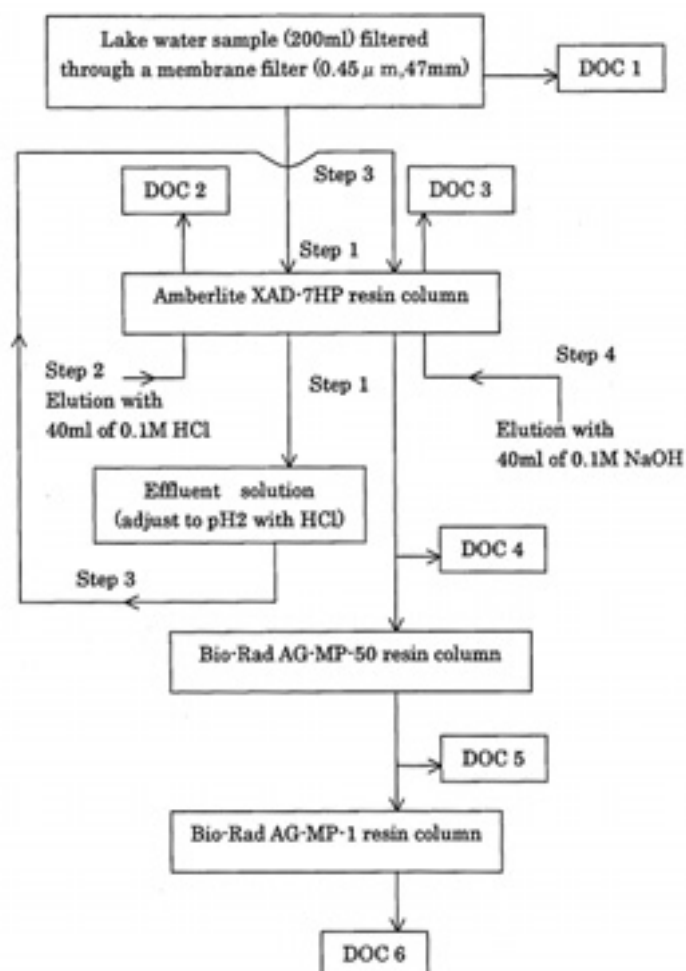 Lake water sample (200ml) filtered
through a membrane filter (0.45 μ m,47mm)
DOC 1
Step 3
DOC 2
DOC 3
Step 1
Amberlite XAD-7HP resin column
Step 2
Elution with
40ml of 0.1M HCl
Step 1
Step 4
Elution with
40ml of 0.1M NaOH
Effluent solution
(adjust to pH2 with HCl)
DOC 4
Step 3
Bio-Rad AG-MP-50 resin column
DOC 5
Bio-Rad AG-MP-1 resin column
DOC 6